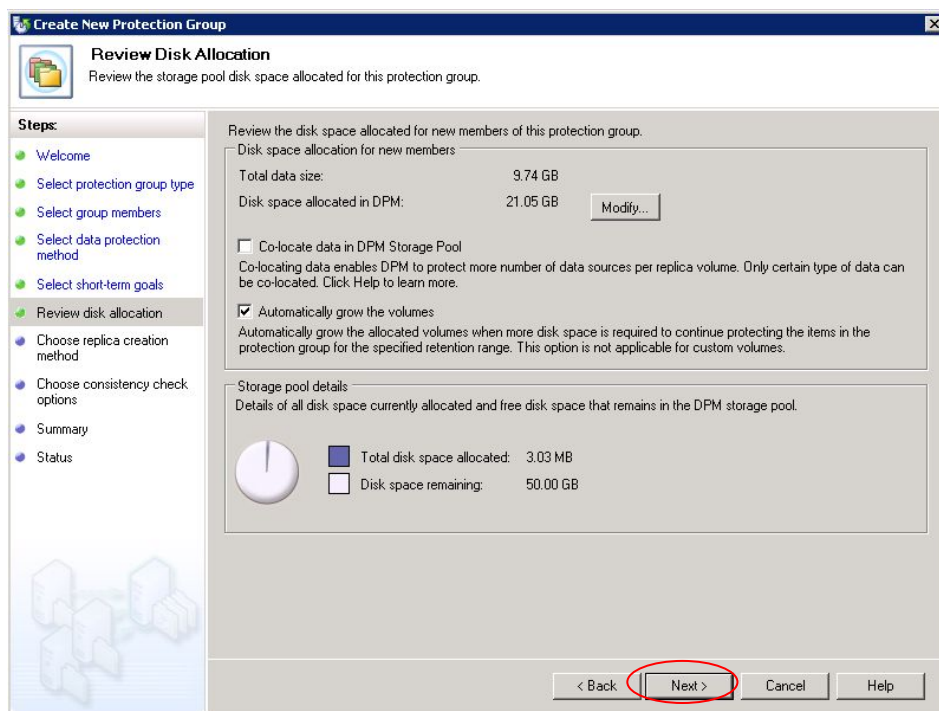 Create New Protection Group
Review Disk Allocation
Review the storage pool disk space allocated for this protection group.
Steps:
Welcome
Select protection group type
Select group members
Select data protection
method
Select short-term goals
Review disk allocation
Choose replica creation
method
Choose consistency check
options
Summary
Status
Review the disk space allocated for new members of this protection group.
Disk space allocation for new members
Total data size: 9.74 GB
Disk space allocated in DPM: 21.05 GB Modify...
Co-locate data in DPM Storage Pool
Co-locating data enables DPM to protect more number of data sources per replica volume. Only certain type of data can
be co-located. Click Help to learn more.
Automatically grow the volumes
Automatically grow the allocated volumes when more disk space is required to continue protecting the items in the
protection group for the specified retention range. This option is not applicable for custom volumes.
Storage pool details
Details of all disk space currently allocated and free disk space that remains in the DPM storage pool.
Total disk space allocated: 3.03 MB
Disk space remaining: 50.00 GB
< Back Next > Cancel Help